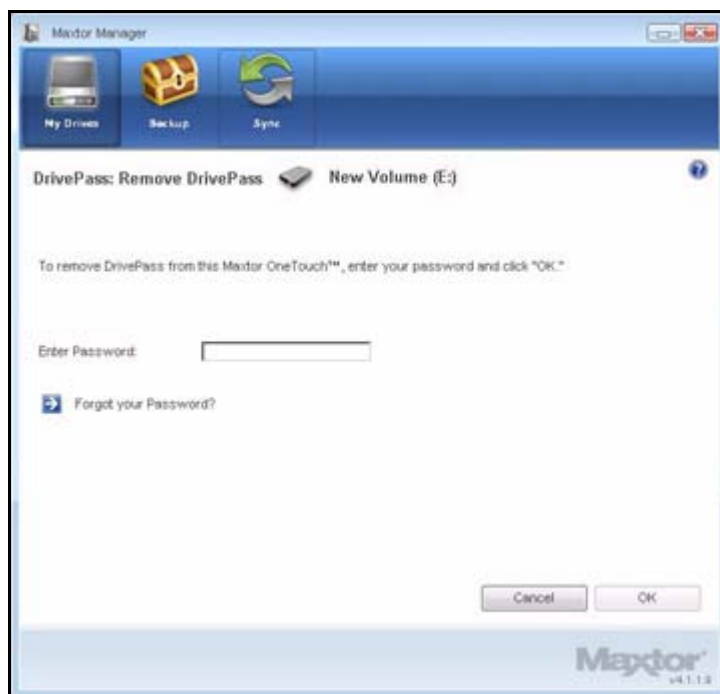 Maxtor Manager
My Drives Backup Sync
DrivePass: Remove DrivePass New Volume (E:)
To remove DrivePass from this Maxtor OneTouch™, enter your password and click "OK."
Enter Password:
Forgot your Password?
Cancel OK
Maxtor
v4.1.1.9